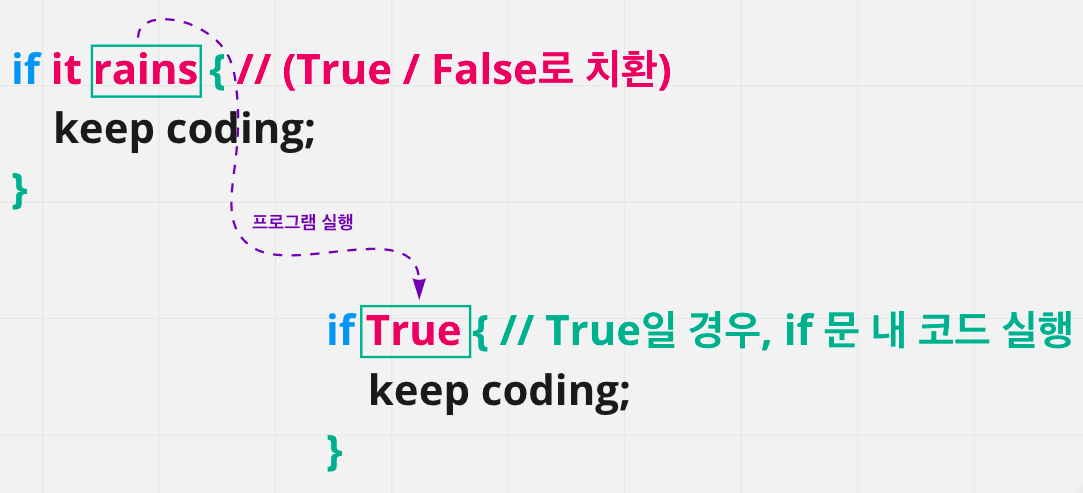 if it rains { // (True / False로 치환)
keep coding;
}
프로그램 실행
if True { // True일 경우, if 문 내 코드 실행
keep coding;
}